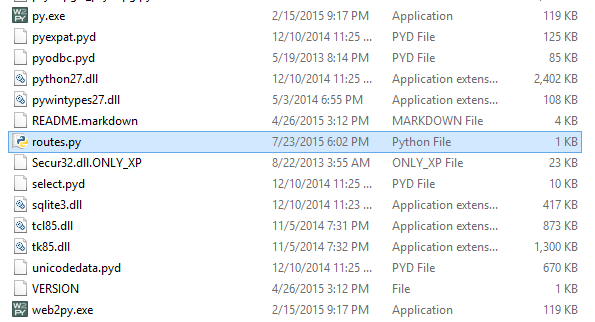 py.exe 2/15/2015 9:17 PM Application 119 KB
pyexpat.pyd 12/10/2014 11:25 ... PYD File 125 KB
pyodbc.pyd 5/19/2013 8:14 PM PYD File 85 KB
python27.dll 12/10/2014 11:25 ... Application extens... 2,402 KB
pywintypes27.dll 5/3/2014 6:55 PM Application extens... 108 KB
README.markdown 4/26/2015 3:12 PM MARKDOWN File 4 KB
routes.py 7/23/2015 6:02 PM Python File 1 KB
Secur32.dll.ONLY_XP 8/22/2013 3:55 AM ONLY_XP File 23 KB
select.pyd 12/10/2014 11:25 ... PYD File 10 KB
sqlite3.dll 12/10/2014 11:23 ... Application extens... 417 KB
tcl85.dll 11/5/2014 7:31 PM Application extens... 873 KB
tk85.dll 11/5/2014 7:32 PM Application extens... 1,300 KB
unicodedata.pyd 12/10/2014 11:25 ... PYD File 670 KB
VERSION 4/26/2015 3:12 PM File 1 KB
web2py.exe 2/15/2015 9:17 PM Application 119 KB